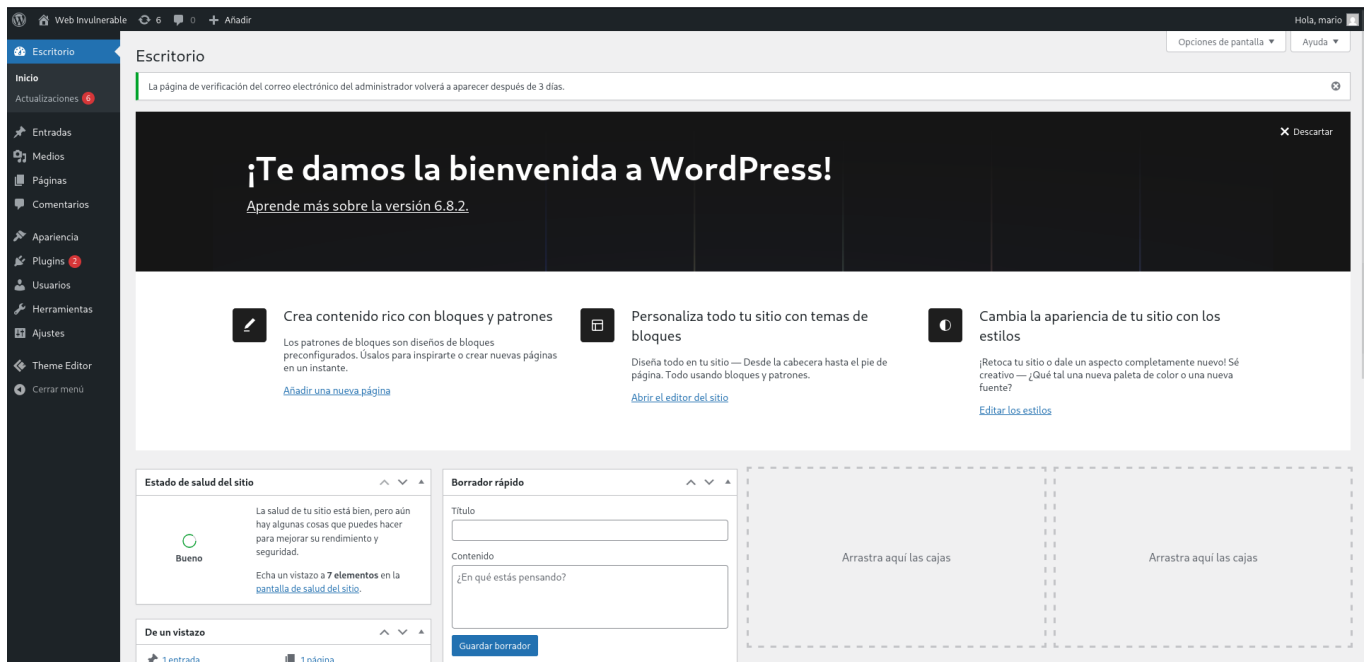 Web Invulnerable 6 0 Añadir Hola, mario
Escritorio
Inicio
Actualizaciones 6
Entradas
Medios
Páginas
Comentarios
Apariencia
Plugins 2
Usuarios
Herramientas
Ajustes
Theme Editor
Cerrar menú
Opciones de pantalla ▼ Ayuda ▼
Escritorio
La página de verificación del correo electrónico del administrador volverá a aparecer después de 3 días.
Descartar
¡Te damos la bienvenida a WordPress!
Aprende más sobre la versión 6.8.2.
Crea contenido rico con bloques y patrones
Los patrones de bloques son diseños de bloques
preconfigurados. Úsalos para inspirarte o crear nuevas páginas
en un instante.
Añadir una nueva página
Personaliza todo tu sitio con temas de
bloques
Diseña todo en tu sitio — Desde la cabecera hasta el pie de
página. Todo usando bloques y patrones.
Abrir el editor del sitio
Cambia la apariencia de tu sitio con los
estilos
¡Retoca tu sitio o dale un aspecto completamente nuevo! Sé
creativo — ¿Qué tal una nueva paleta de color o una nueva
fuente?
Editar los estilos
Estado de salud del sitio
Bueno
La salud de tu sitio está bien, pero aún
hay algunas cosas que puedes hacer
para mejorar su rendimiento y
seguridad.
Echa un vistazo a 7 elementos en la
pantalla de salud del sitio.
De un vistazo
1 entrada 1 página
Borrador rápido
Título
Contenido
¿En qué estás pensando?
Guardar borrador
Arrastra aquí las cajas
Arrastra aquí las cajas